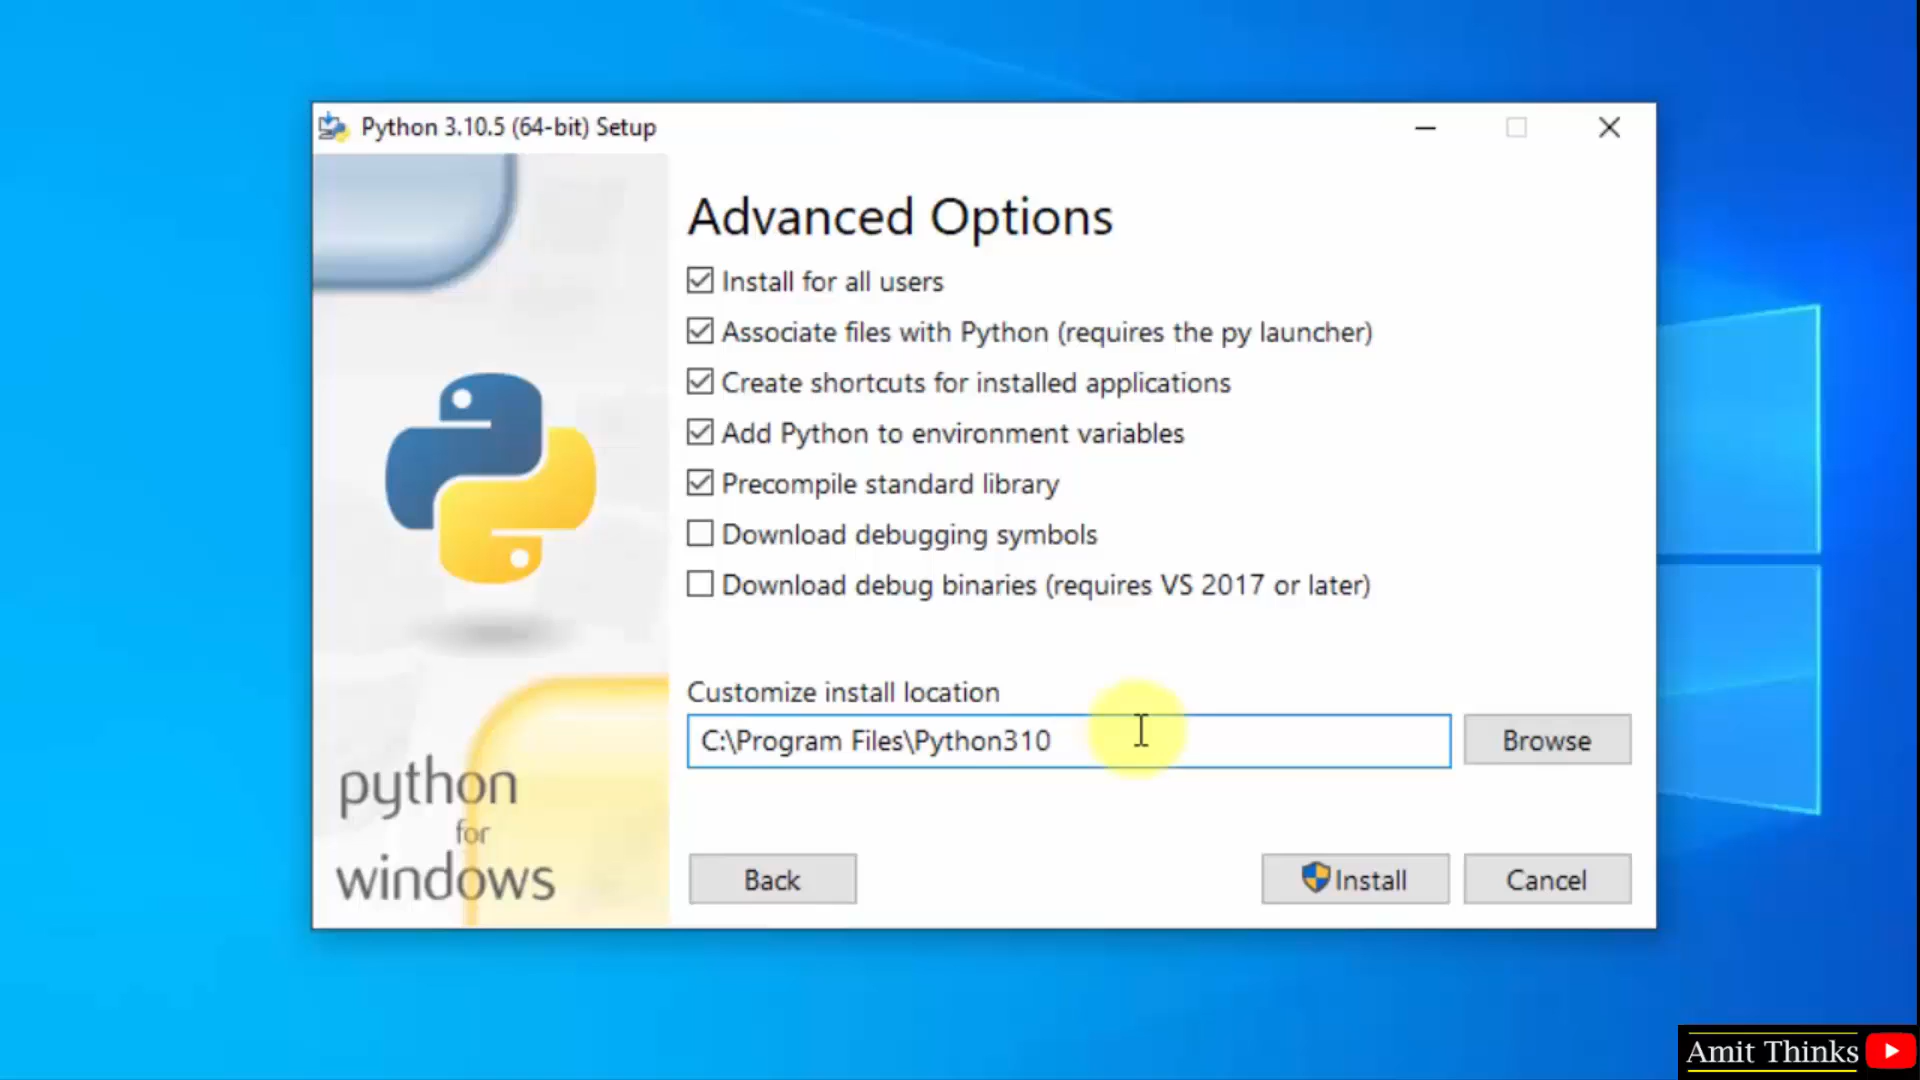 Python 3.10.5 (64-bit) Setup
Advanced Options
Install for all users
Associate files with Python (requires the py launcher)
Create shortcuts for installed applications
Add Python to environment variables
Precompile standard library
Download debugging symbols
Download debug binaries (requires VS 2017 or later)
Customize install location
C:\Program Files\Python310
Browse
python
for
windows
Back
Install
Cancel
Amit Thinks